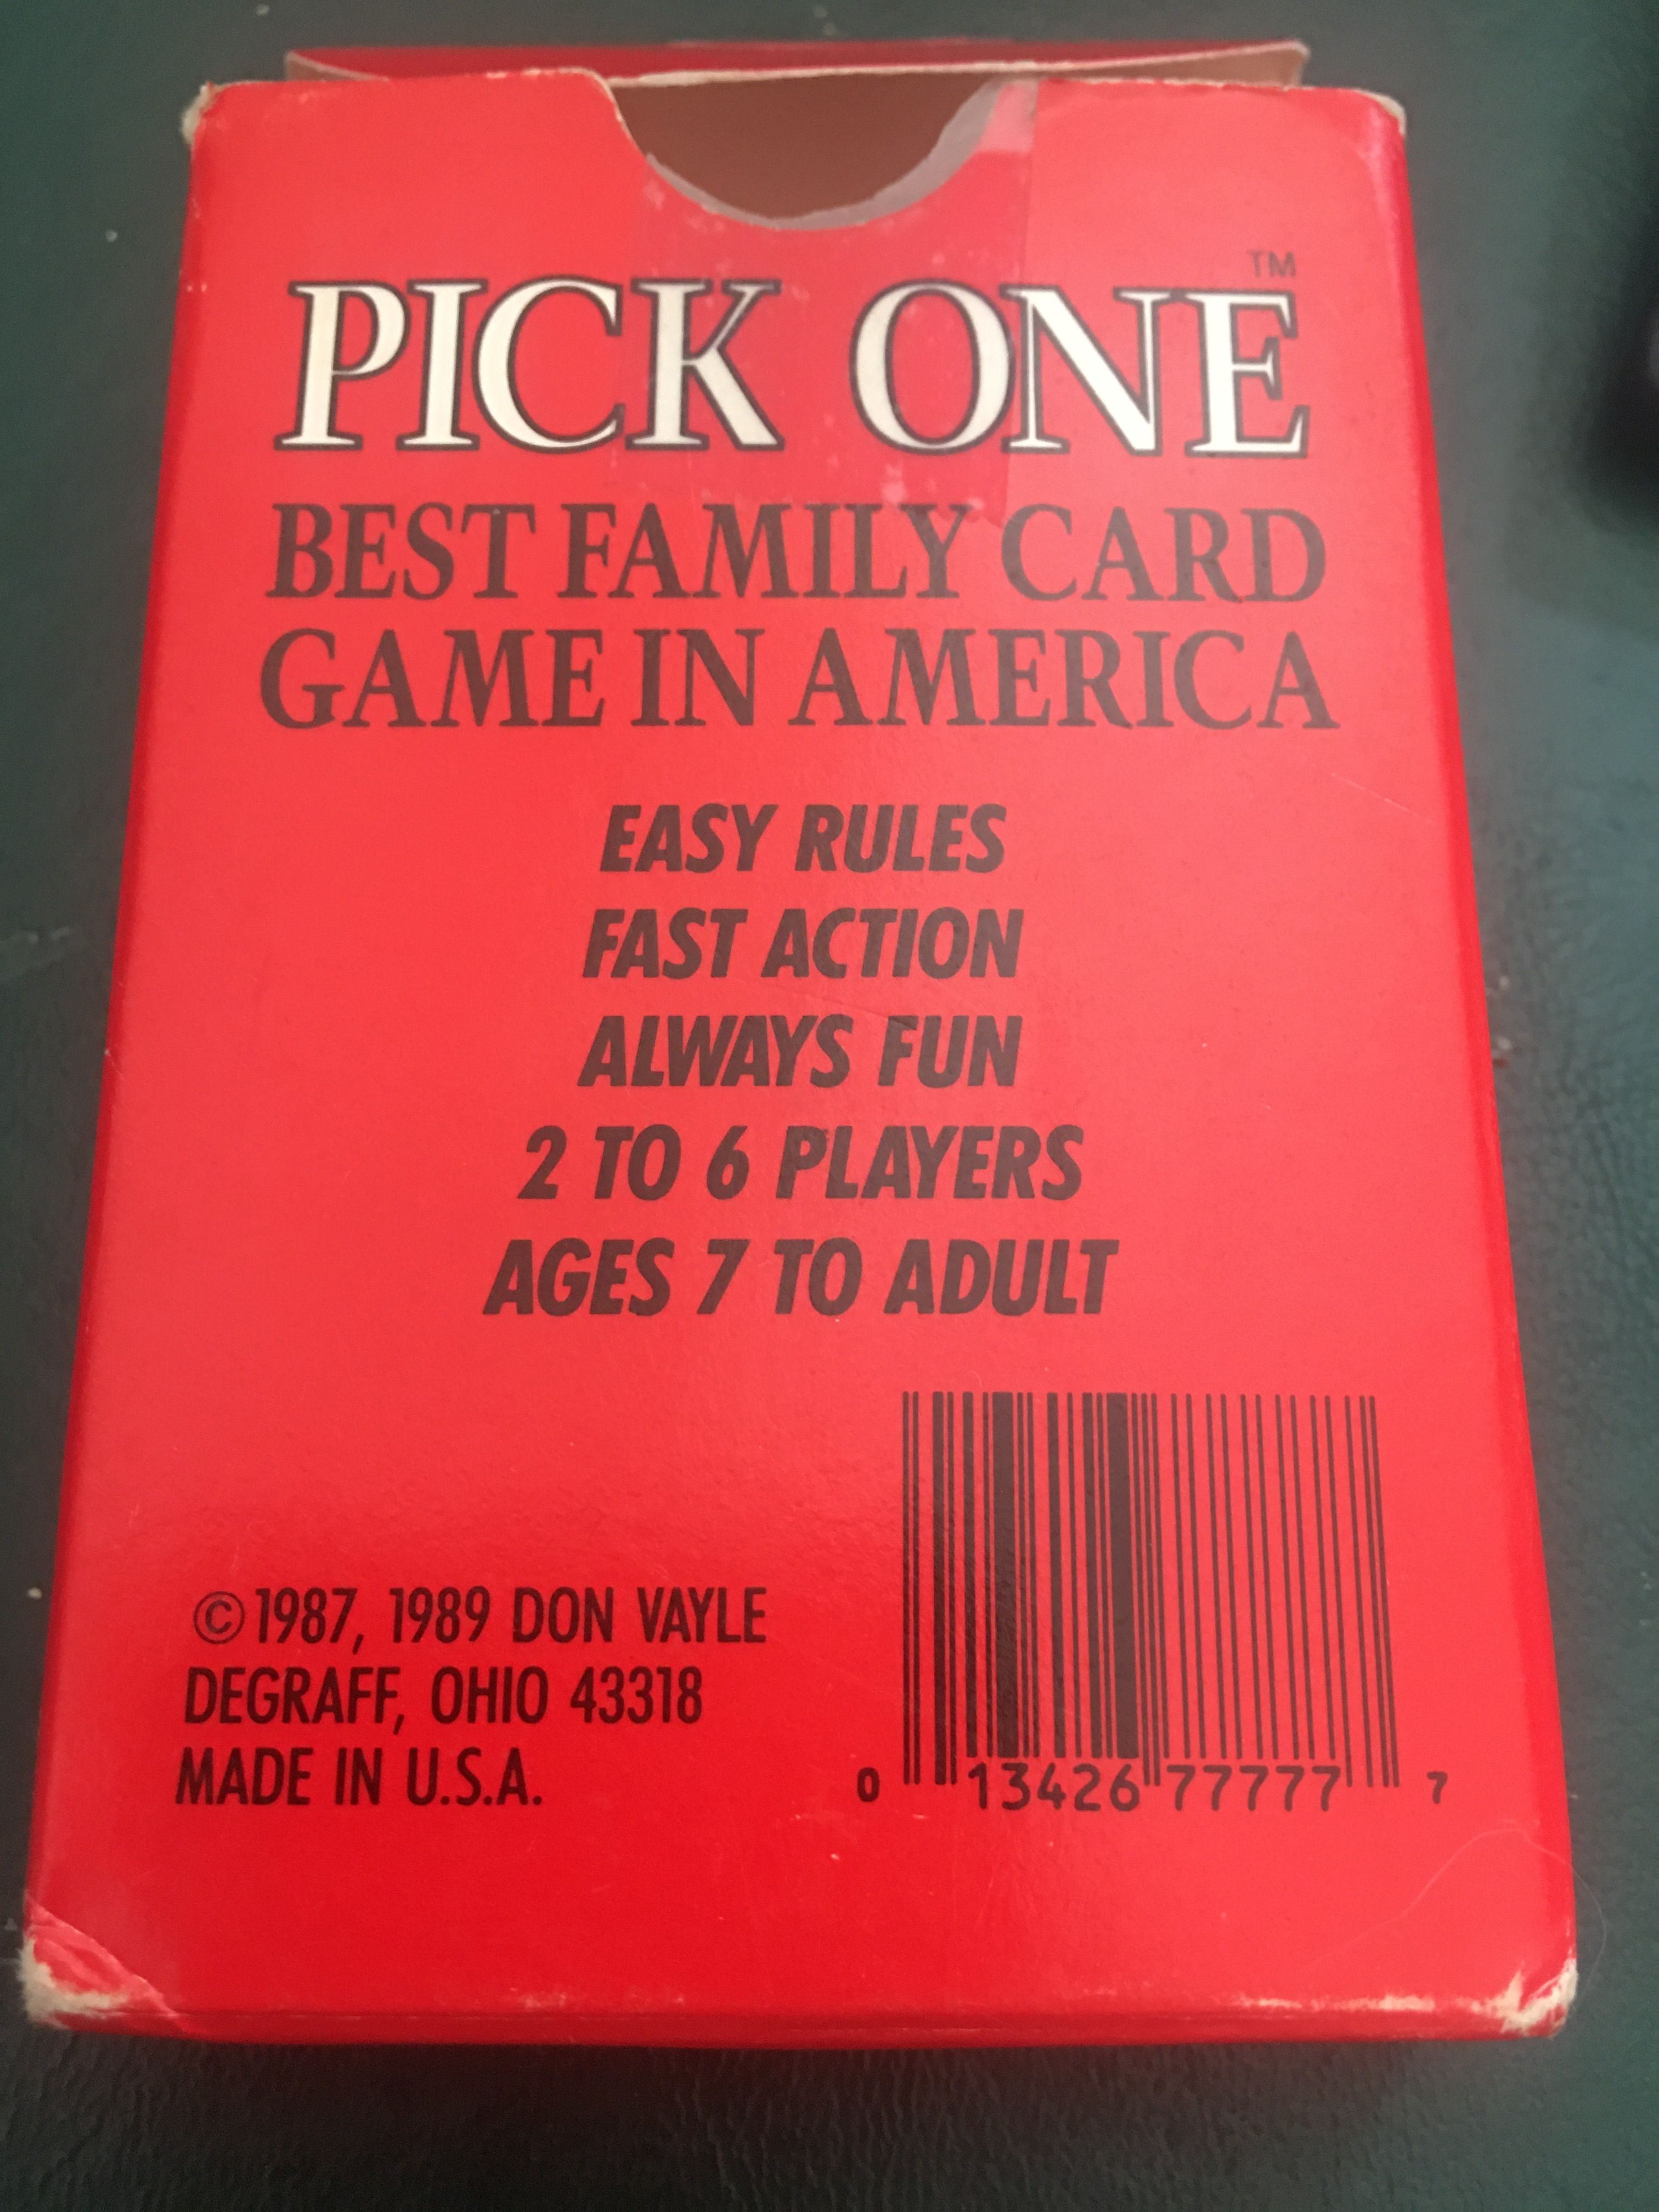 PICK ONE™
BEST FAMILY CARD
GAME IN AMERICA
EASY RULES
FAST ACTION
ALWAYS FUN
2 TO 6 PLAYERS
AGES 7 TO ADULT
©1987, 1989 DON VAYLE
DEGRAFF, OHIO 43318
MADE IN U.S.A.
0 13426 77777 7